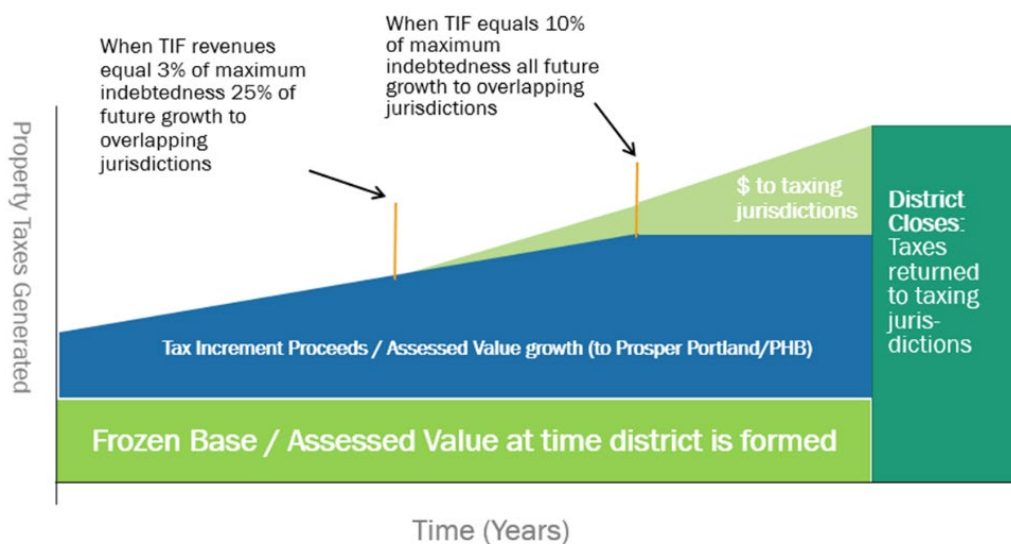 When TIF revenues
equal 3% of maximum
indebtedness 25% of
future growth to
overlapping
jurisdictions
When TIF equals 10%
of maximum
indebtedness all future
growth to overlapping
jurisdictions
Property Taxes Generated
$ to taxing
jurisdictions
District
Closes:
Taxes
returned
to taxing
juris-
dictions
Tax Increment Proceeds / Assessed Value growth (to Prosper Portland/PHB)
Frozen Base / Assessed Value at time district is formed
Time (Years)